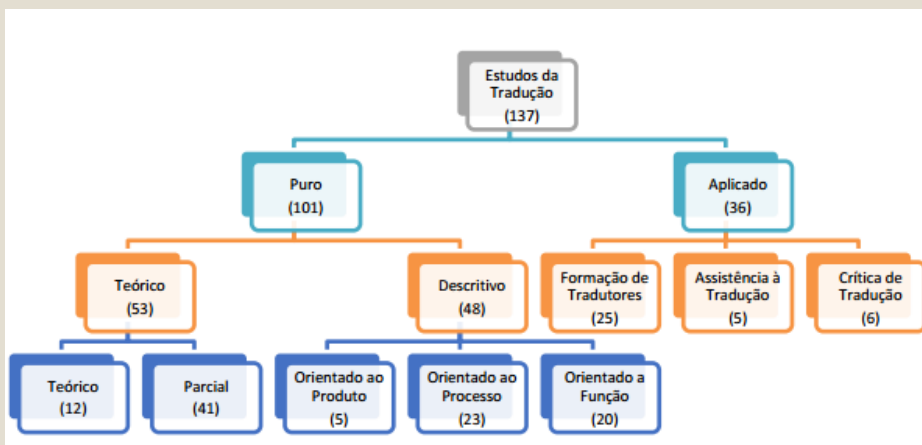 Estudos da
Tradução
(137)
Puro
(101)
Aplicado
(36)
Teórico
(53)
Descritivo
(48)
Formação de
Tradutores
(25)
Assistência à
Tradução
(5)
Crítica de
Tradução
(6)
Teórico
(12)
Parcial
(41)
Orientado ao
Produto
(5)
Orientado ao
Processo
(23)
Orientado a
Função
(20)